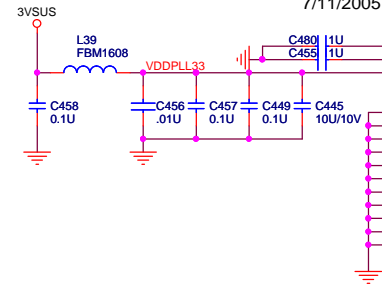 7/11/2005
3VSUS
C480 1U
C455 1U
L39
FBM1608
VDDPLL33
C458
0.1U
C456
.01U
C457
0.1U
C449
0.1U
C445
10U/10V